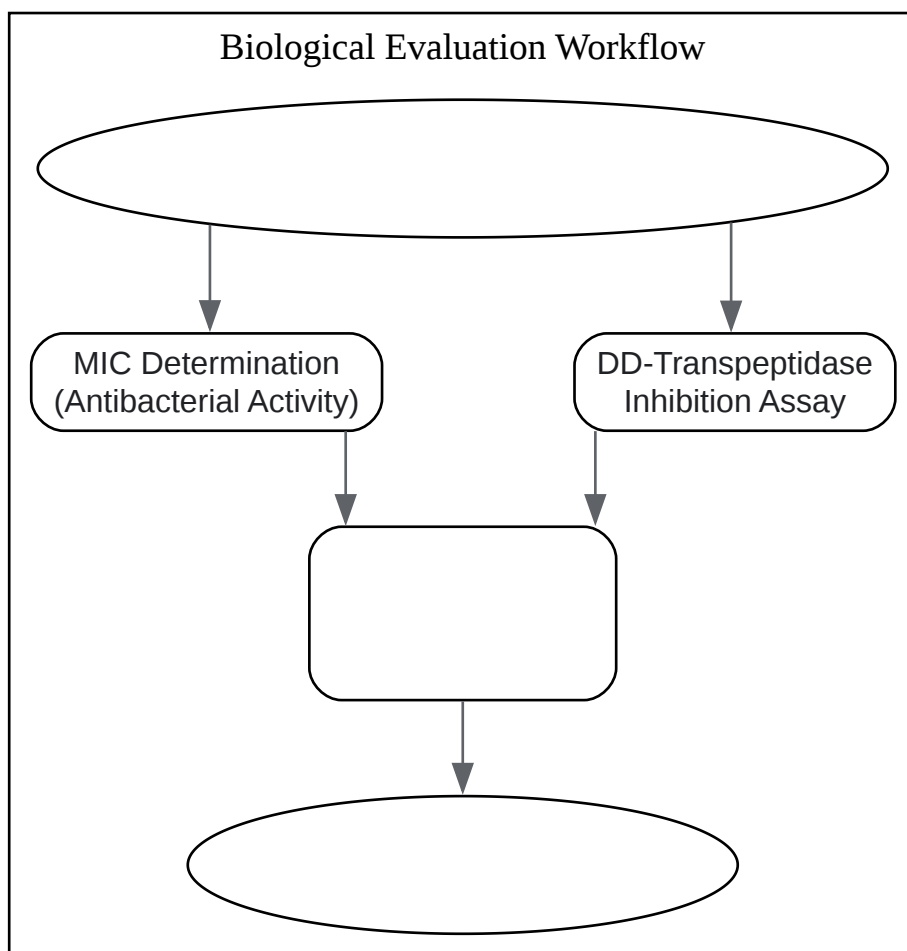 Biological Evaluation Workflow
MIC Determination
(Antibacterial Activity)
DD-Transpeptidase
Inhibition Assay